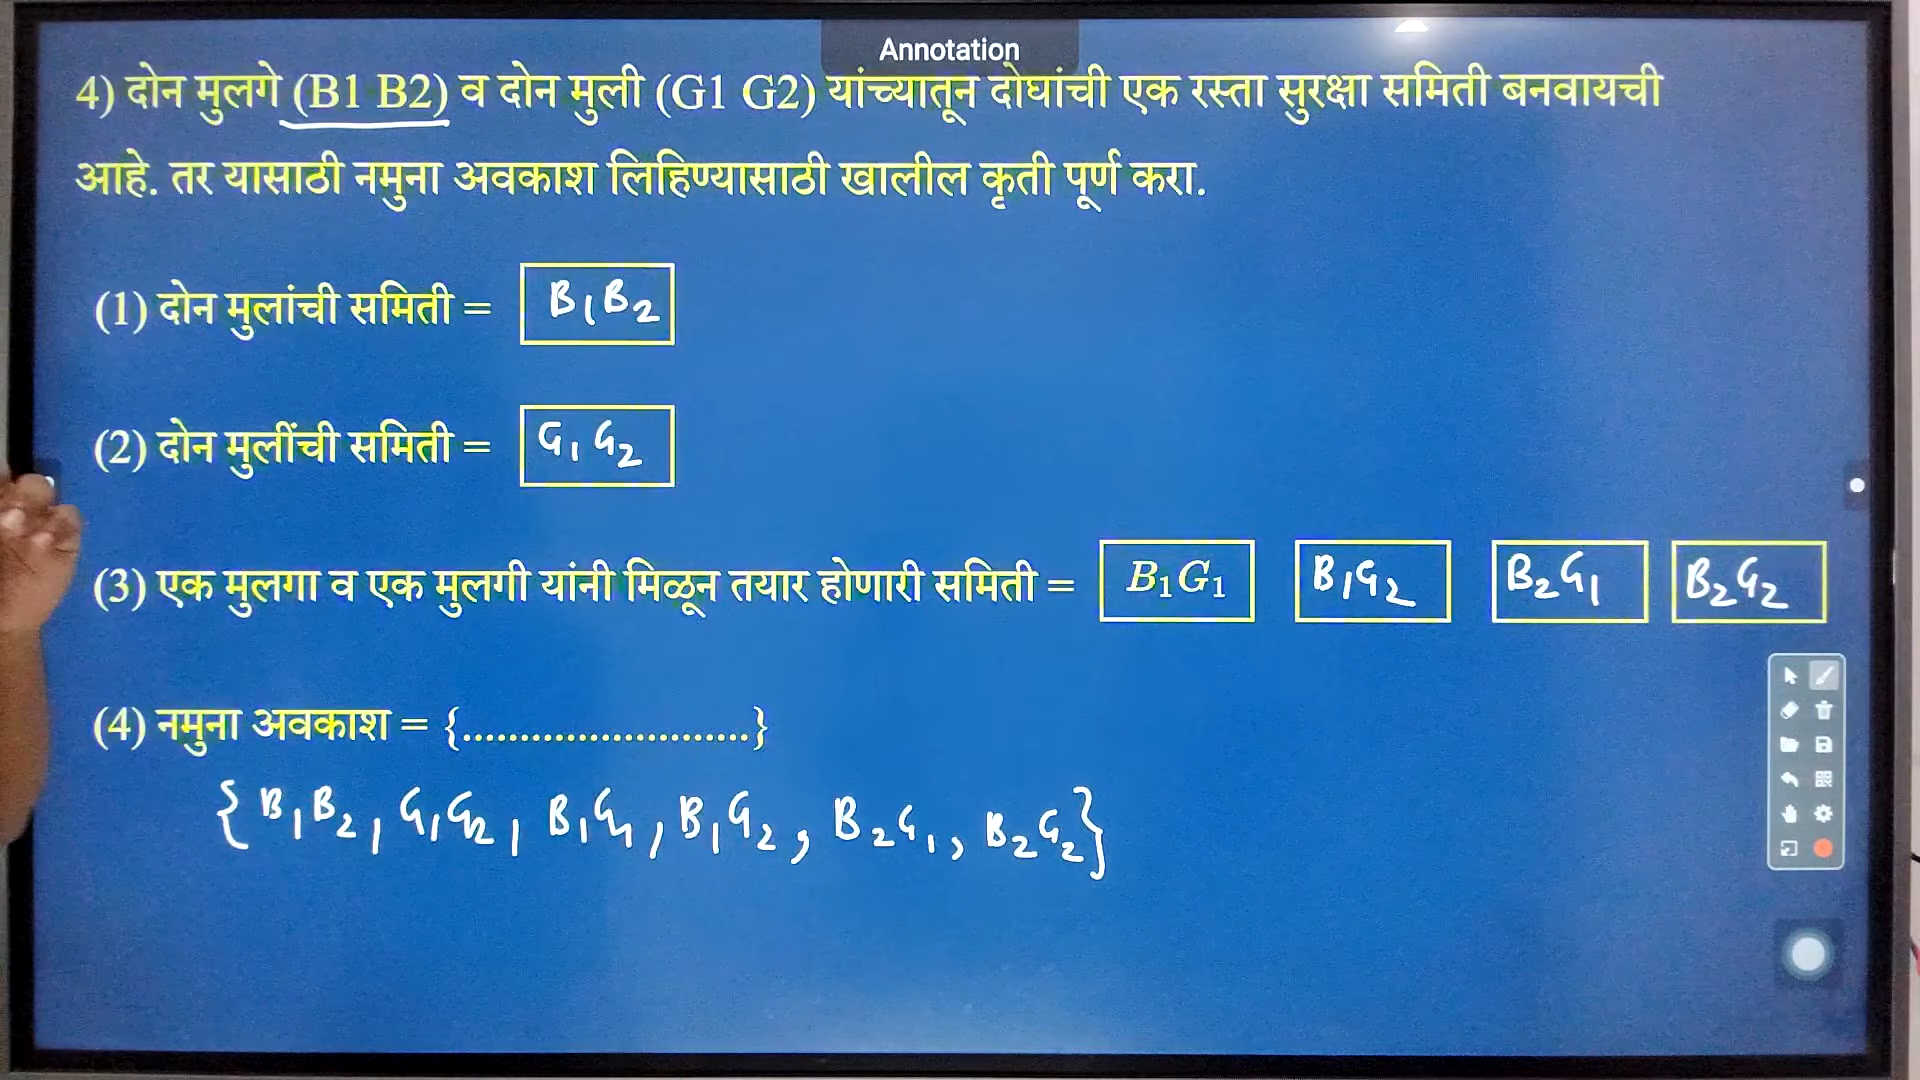 Annotation
4) दोन मुलगे (B1 B2) व दोन मुली (G1 G2) यांच्यातून दोघांची एक रस्ता सुरक्षा समिती बनवायची
आहे. तर यासाठी नमुना अवकाश लिहिण्यासाठी खालील कृती पूर्ण करा.
(1) दोन मुलांची समिती = B₁B₂
(2) दोन मुलींची समिती = G₁G₂
(3) एक मुलगा व एक मुलगी यांनी मिळून तयार होणारी समिती = B₁G₁ B₁G₂ B₂G₁ B₂G₂
(4) नमुना अवकाश = {..........................}
{B₁B₂, G₁G₂, B₁G₁, B₁G₂, B₂G₁, B₂G₂}